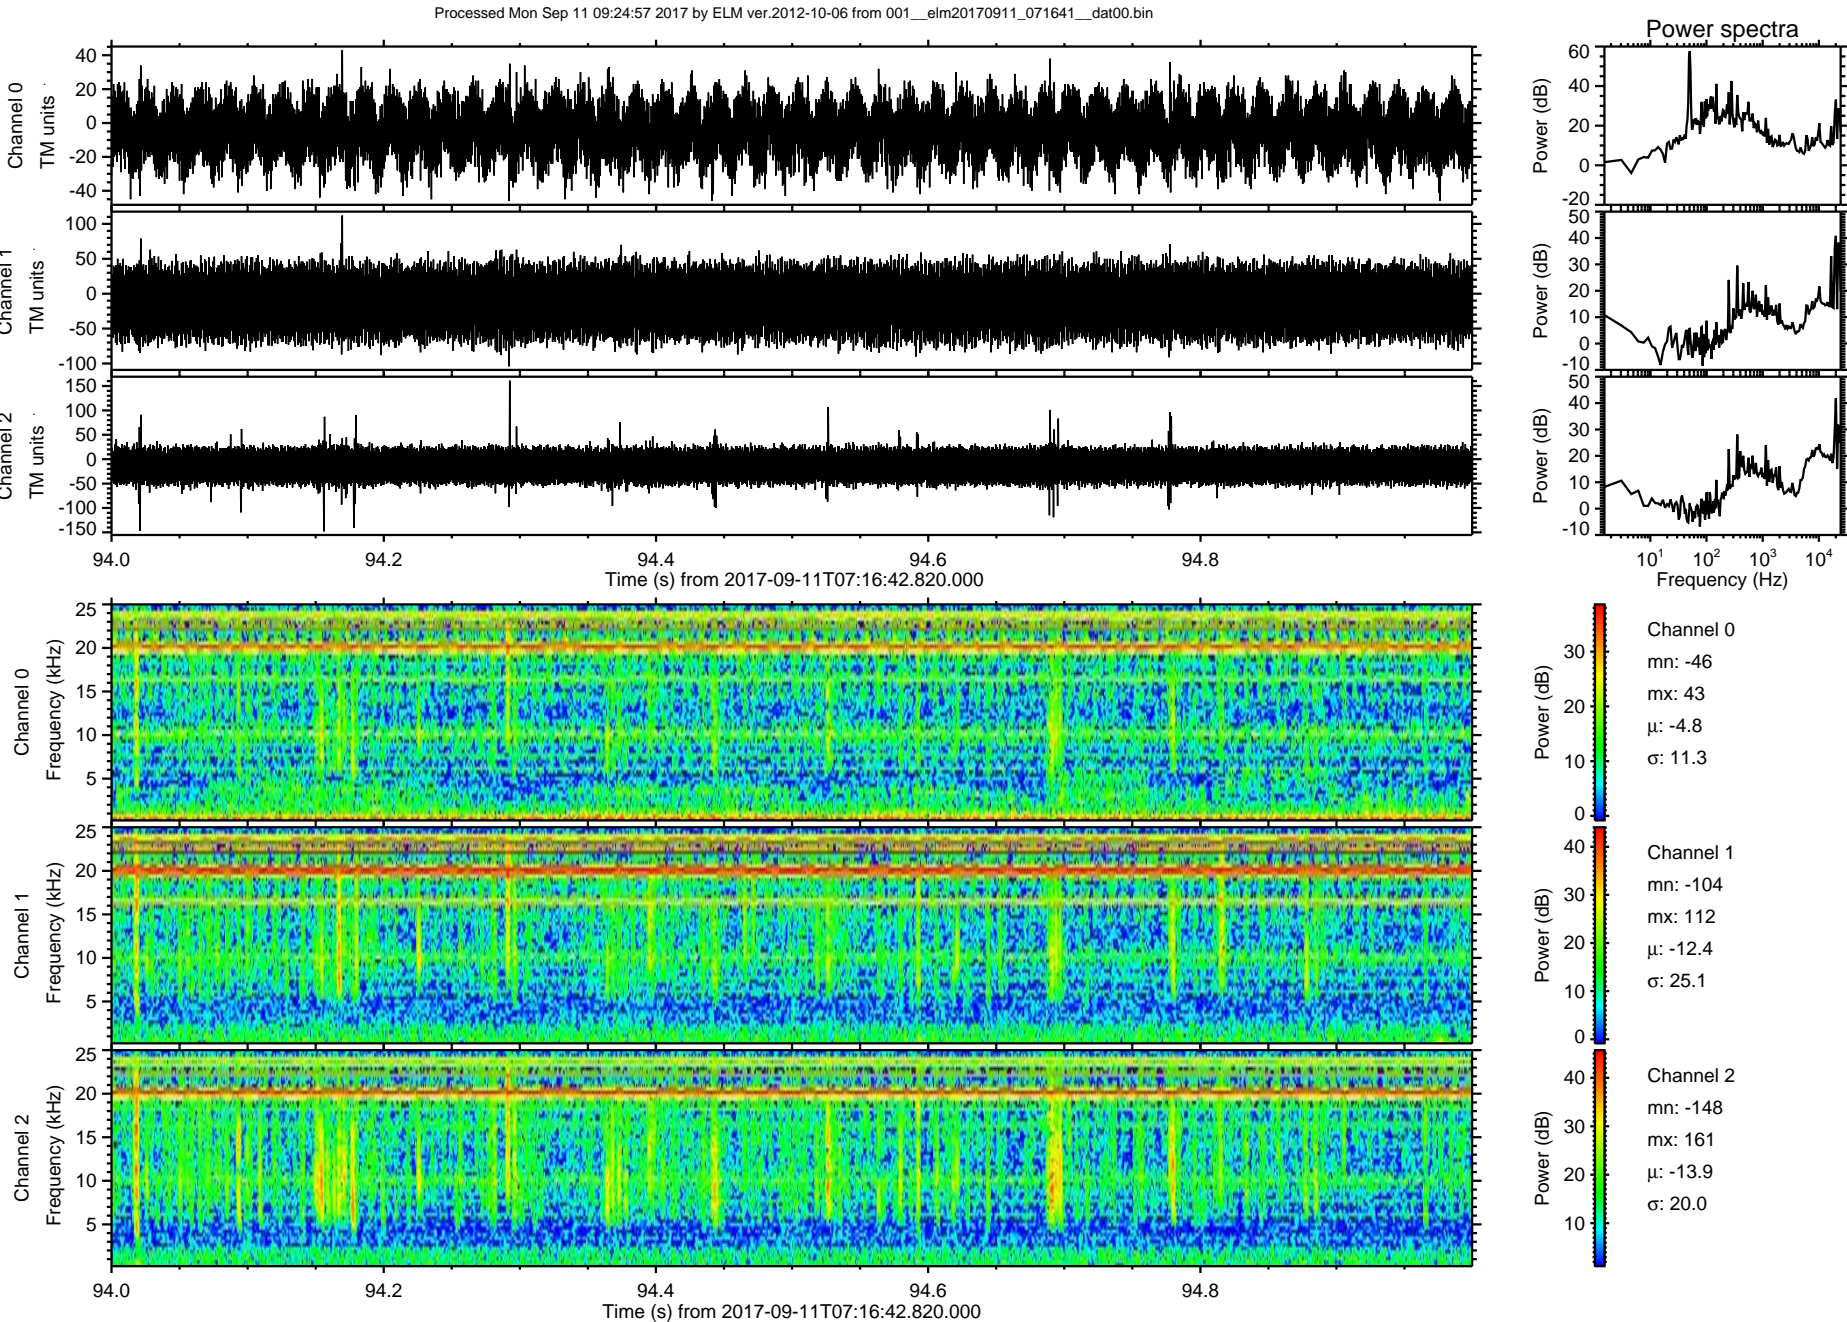 Processed Mon Sep 11 09:24:57 2017 by ELM ver.2012-10-06 from 001__elm20170911_071641__dat00.bin
Power spectra
Channel 0
TM units
40
20
0
-20
-40
Power (dB)
60
40
20
0
-20
Channel 1
TM units
100
50
0
-50
-100
Power (dB)
50
40
30
20
10
0
-10
Channel 2
TM units
150
100
50
0
-50
-100
-150
Power (dB)
50
40
30
20
10
0
-10
94.0 94.2 94.4 94.6 94.8
Time (s) from 2017-09-11T07:16:42.820.000
10^1 10^2 10^3 10^4
Frequency (Hz)
Channel 0
Frequency (kHz)
25
20
15
10
5
Power (dB)
30
20
10
0
Channel 0
mn: -46
mx: 43
μ: -4.8
σ: 11.3
Channel 1
Frequency (kHz)
25
20
15
10
5
Power (dB)
40
30
20
10
0
Channel 1
mn: -104
mx: 112
μ: -12.4
σ: 25.1
Channel 2
Frequency (kHz)
25
20
15
10
5
Power (dB)
40
30
20
10
Channel 2
mn: -148
mx: 161
μ: -13.9
σ: 20.0
94.0 94.2 94.4 94.6 94.8
Time (s) from 2017-09-11T07:16:42.820.000